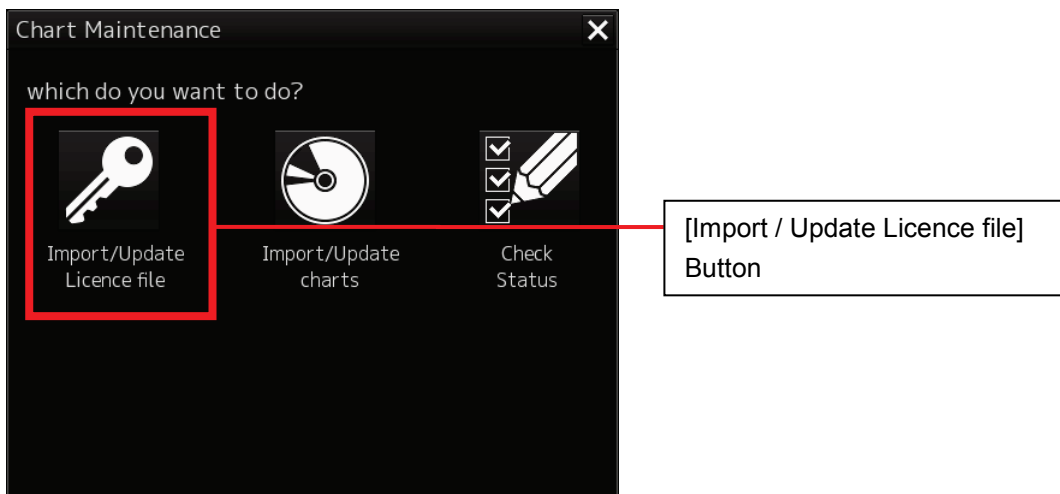 Chart Maintenance
which do you want to do?
Import/Update
Licence file
Import/Update
charts
Check
Status
[Import / Update Licence file]
Button